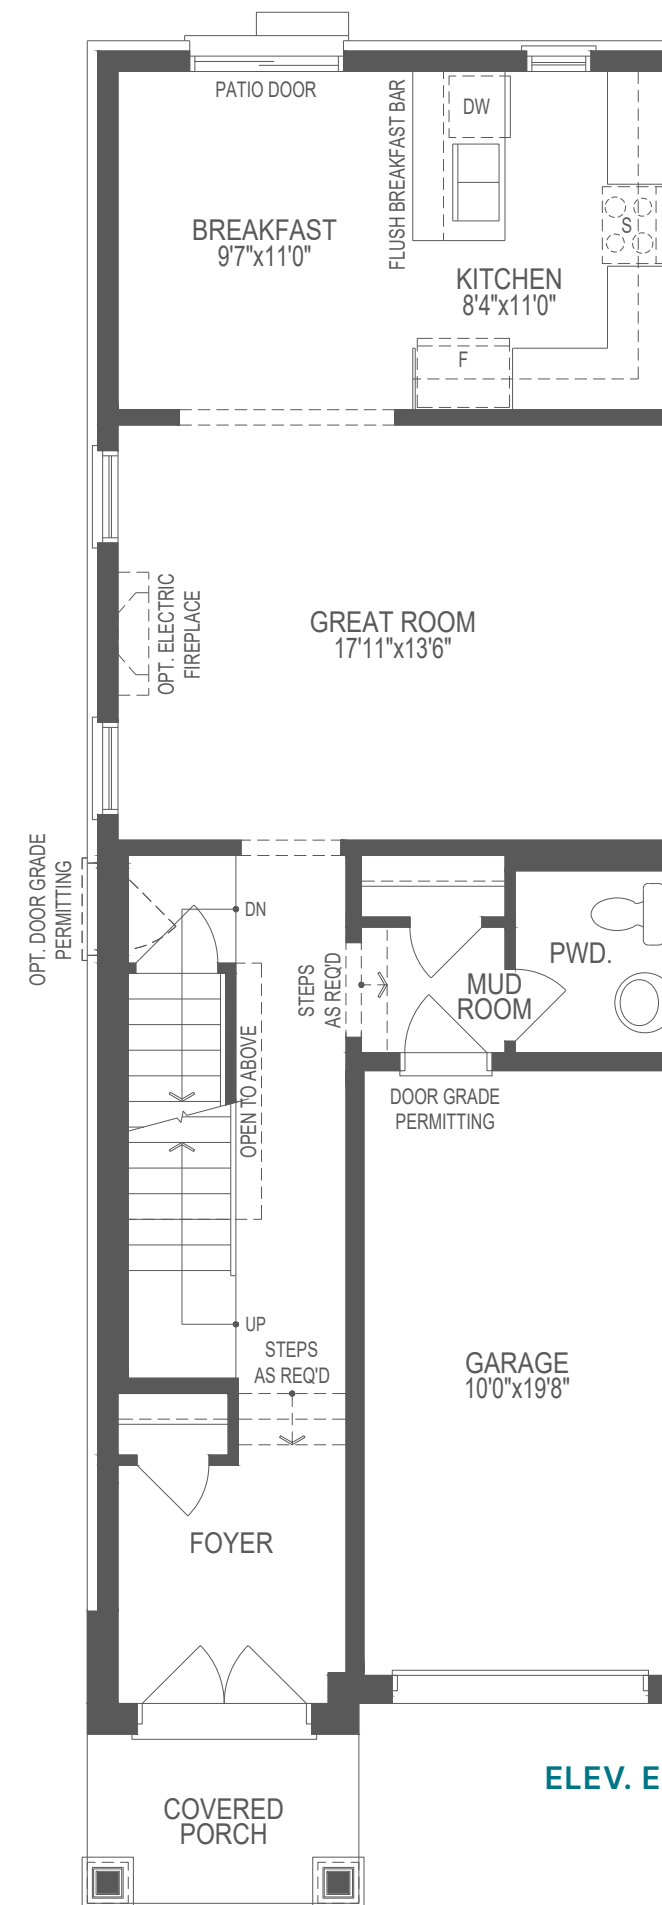 PATIO DOOR
FLUSH BREAKFAST BAR
DW
BREAKFAST
9'7"x11'0"
S
KITCHEN
8'4"x11'0"
F
GREAT ROOM
17'11"x13'6"
OPT. ELECTRIC
FIREPLACE
OPT. DOOR GRADE
PERMITTING
DN
STEPS
AS REQ'D
PWD.
MUD
ROOM
OPEN TO ABOVE
DOOR GRADE
PERMITTING
UP
STEPS
AS REQ'D
GARAGE
10'0"x19'8"
FOYER
ELEV. E
COVERED
PORCH